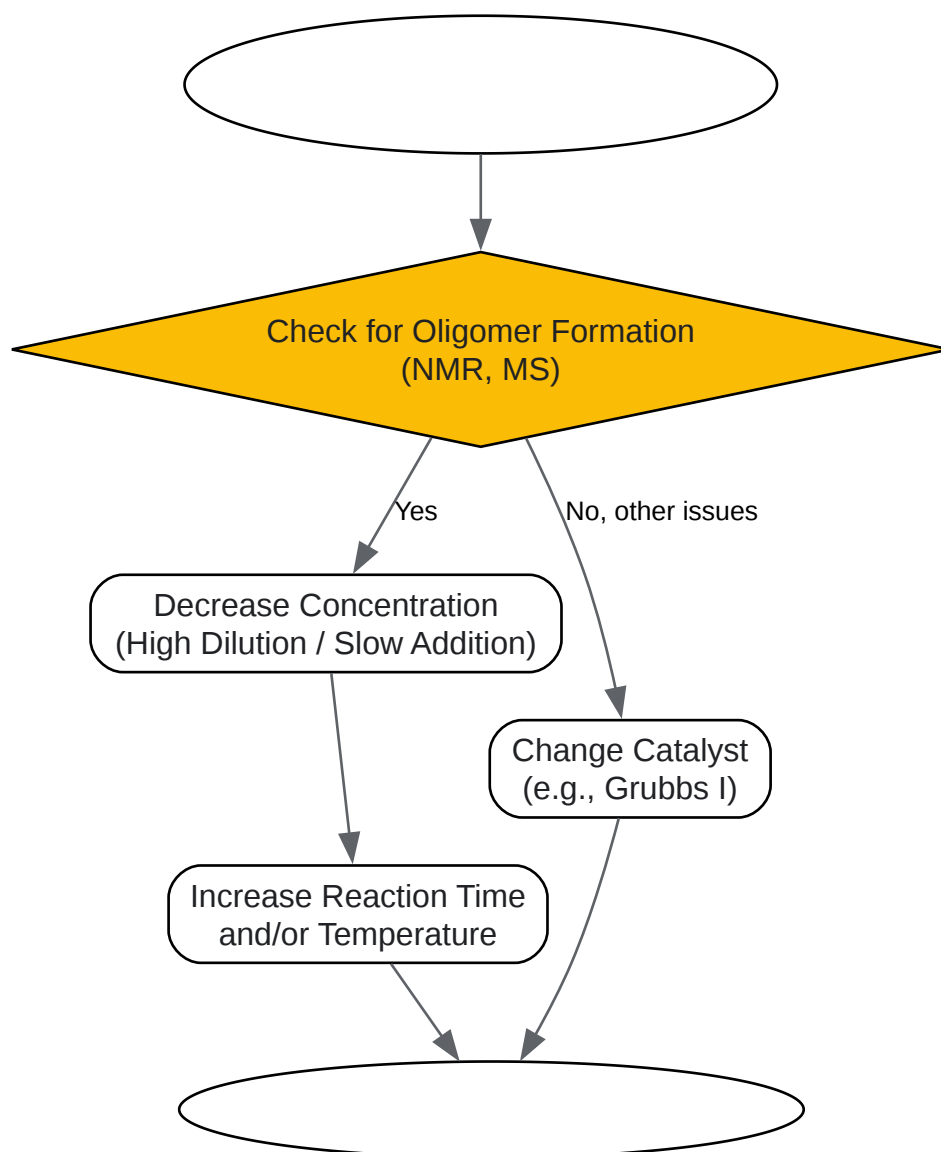 Check for Oligomer Formation
(NMR, MS)
Yes
No, other issues
Decrease Concentration
(High Dilution / Slow Addition)
Change Catalyst
(e.g., Grubbs I)
Increase Reaction Time
and/or Temperature